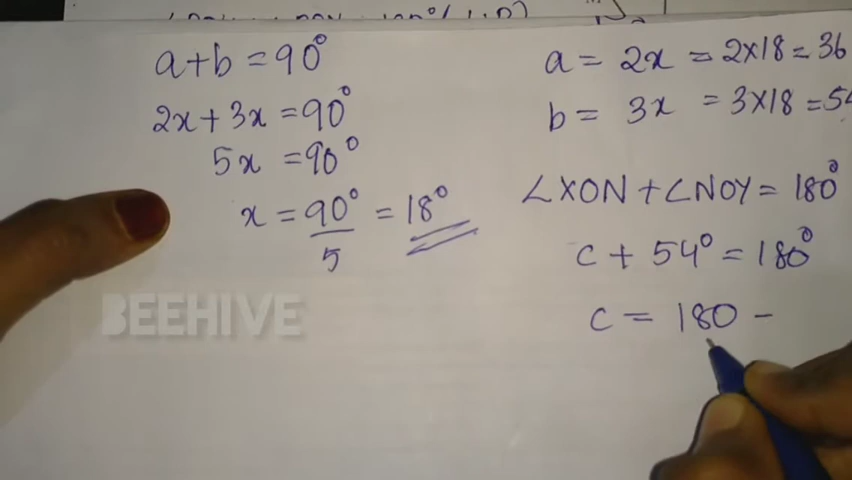 a+b = 90°
2x + 3x = 90°
5x = 90°
x = 90°/5 = 18°
a = 2x = 2×18 = 36
b = 3x = 3×18 = 54
∠XON + ∠NOY = 180°
c + 54° = 180°
c = 180 −
BEEHIVE